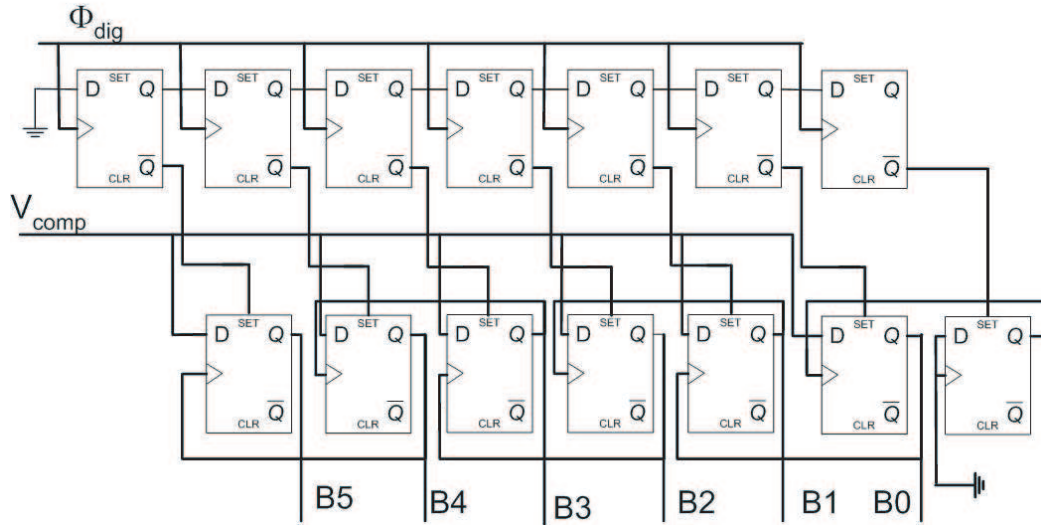 Φdig
SET SET SET SET SET SET SET
D Q D Q D Q D Q D Q D Q D Q
Q̅ Q̅ Q̅ Q̅ Q̅ Q̅ Q̅
CLR CLR CLR CLR CLR CLR CLR
Vcomp
SET SET SET SET SET SET SET
D Q D Q D Q D Q D Q D Q D Q
Q̅ Q̅ Q̅ Q̅ Q̅ Q̅ Q̅
CLR CLR CLR CLR CLR CLR CLR
B5 B4 B3 B2 B1 B0